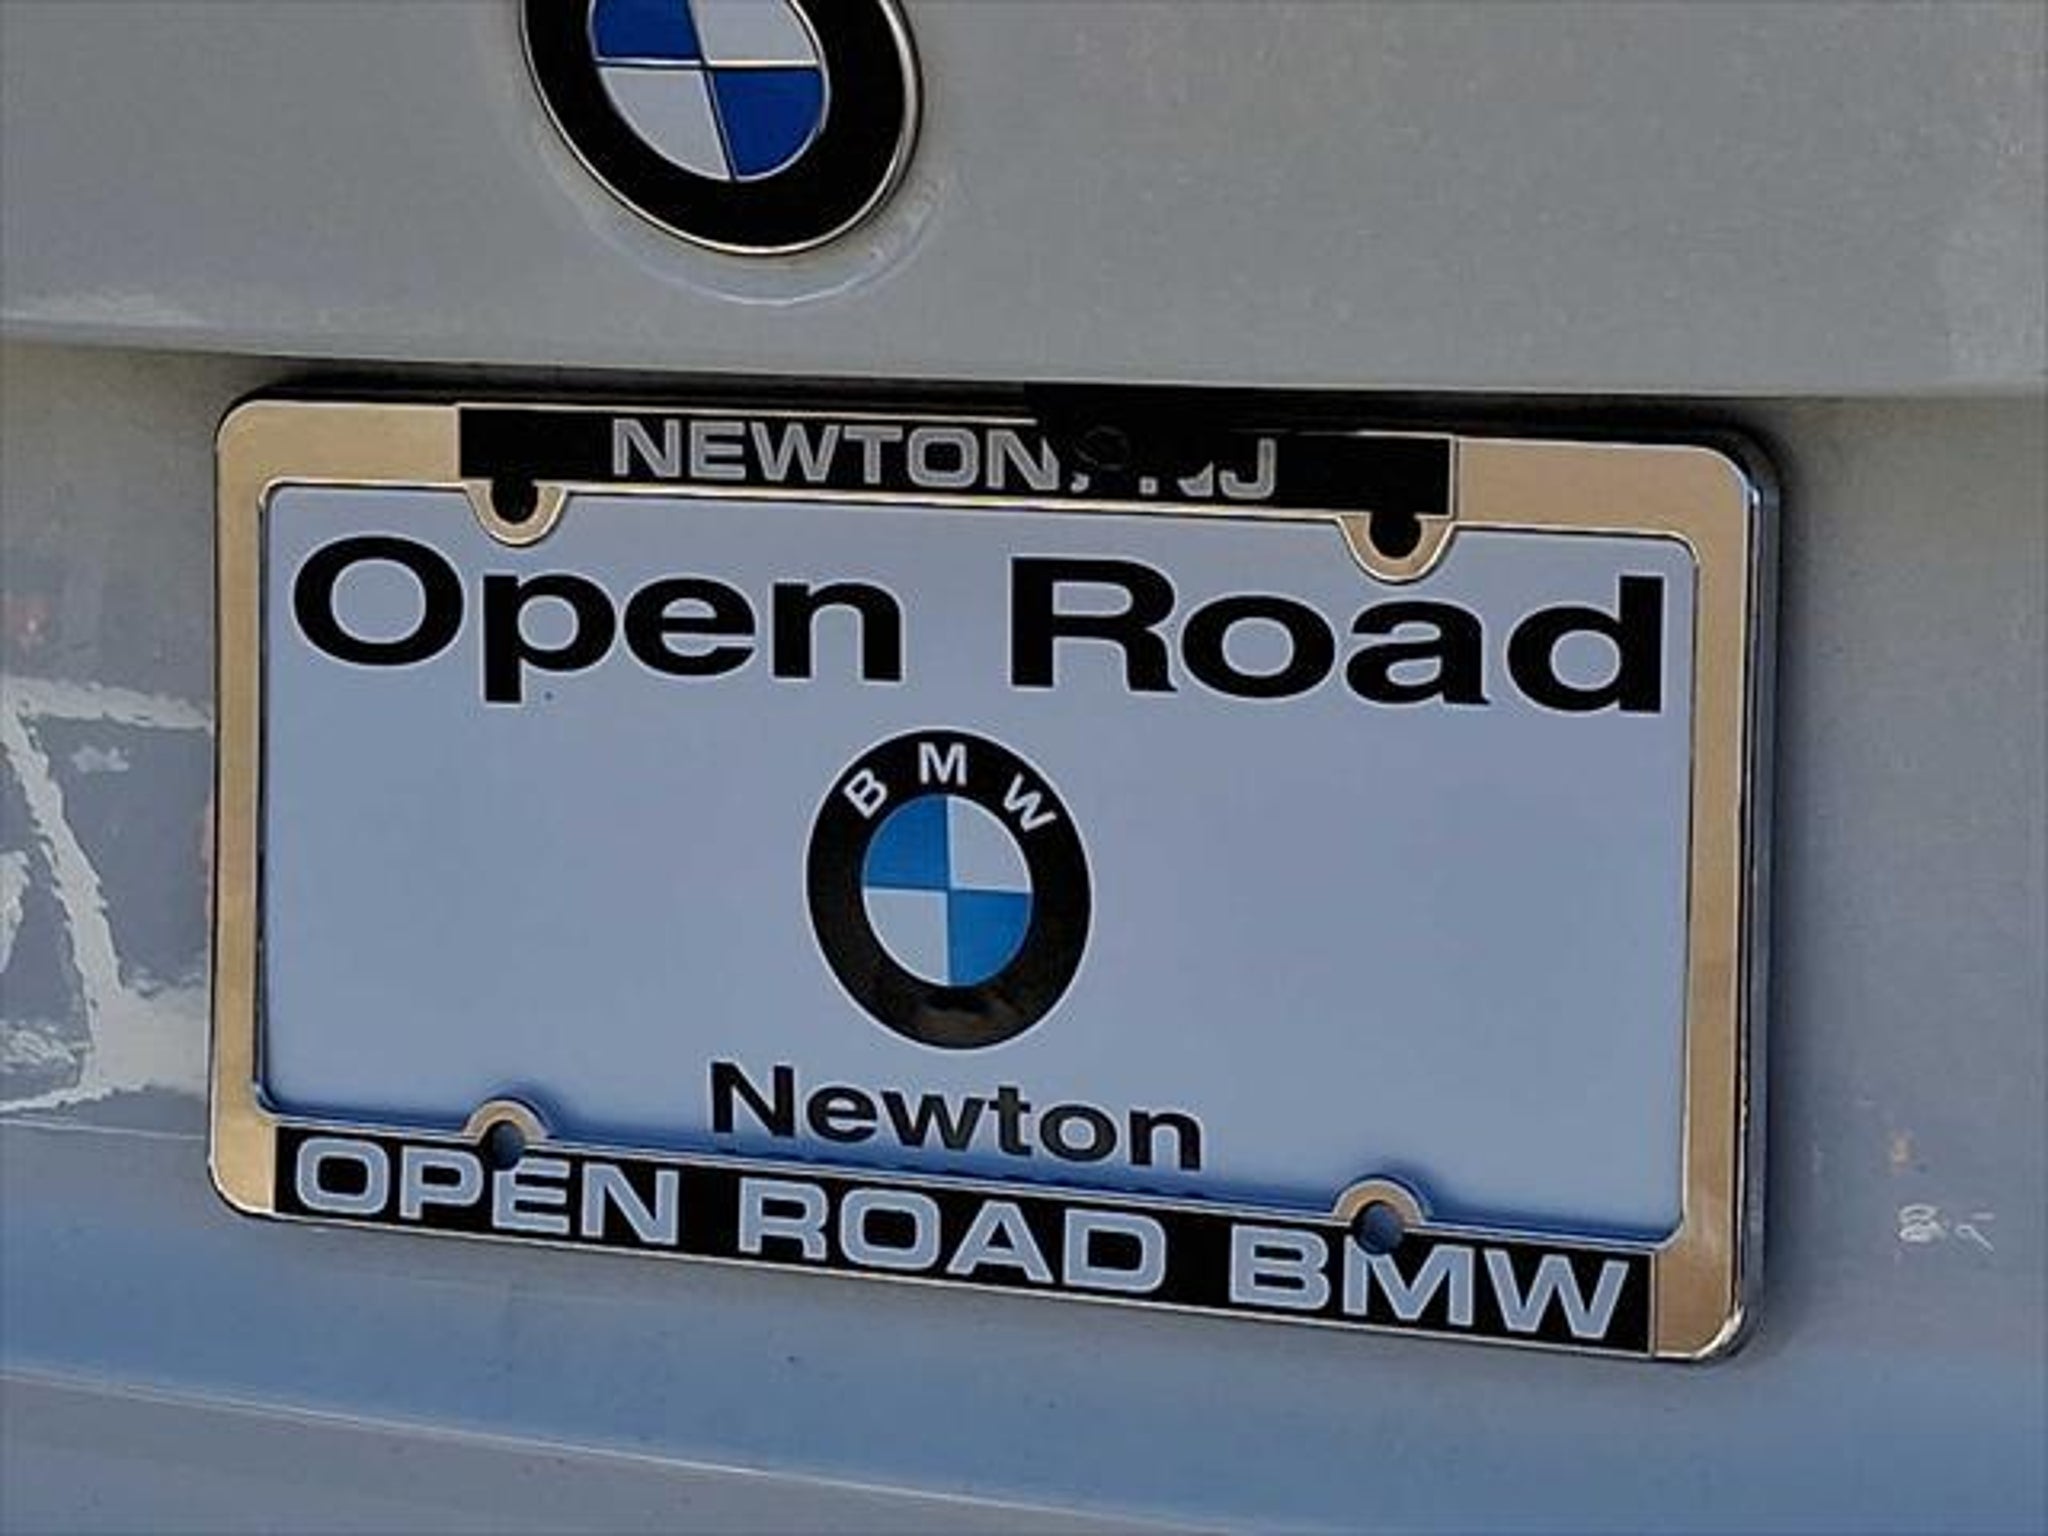 NEWTON, NJ
Open Road
BMW
Newton
OPEN ROAD BMW